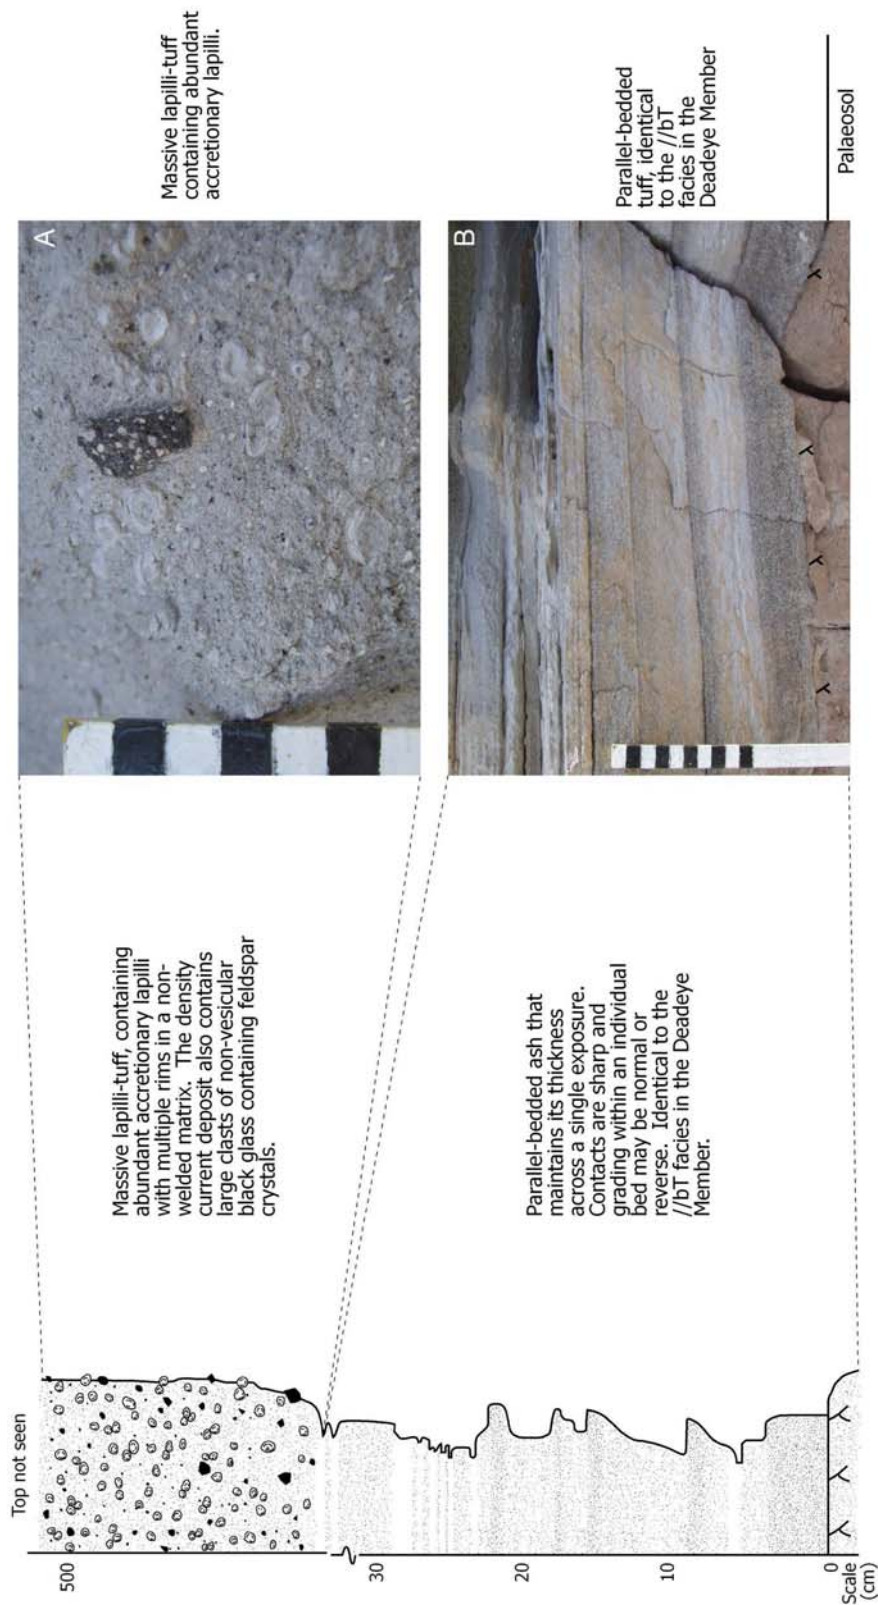 Top not seen
500
30
20
10
0
Scale
(cm)
Massive lapilli-tuff, containing
abundant accretionary lapilli
with multiple rims in a non-
welded matrix. The density
current deposit also contains
large clasts of non-vesicular
black glass containing feldspar
crystals.
Parallel-bedded ash that
maintains its thickness
across a single exposure.
Contacts are sharp and
grading within an individual
bed may be normal or
reverse. Identical to the
//bT facies in the Deadeye
Member.
A
B
Massive lapilli-tuff
containing abundant
accretionary lapilli.
Parallel-bedded
tuff, identical
to the //bT
facies in the
Deadeye Member
Palaeosol